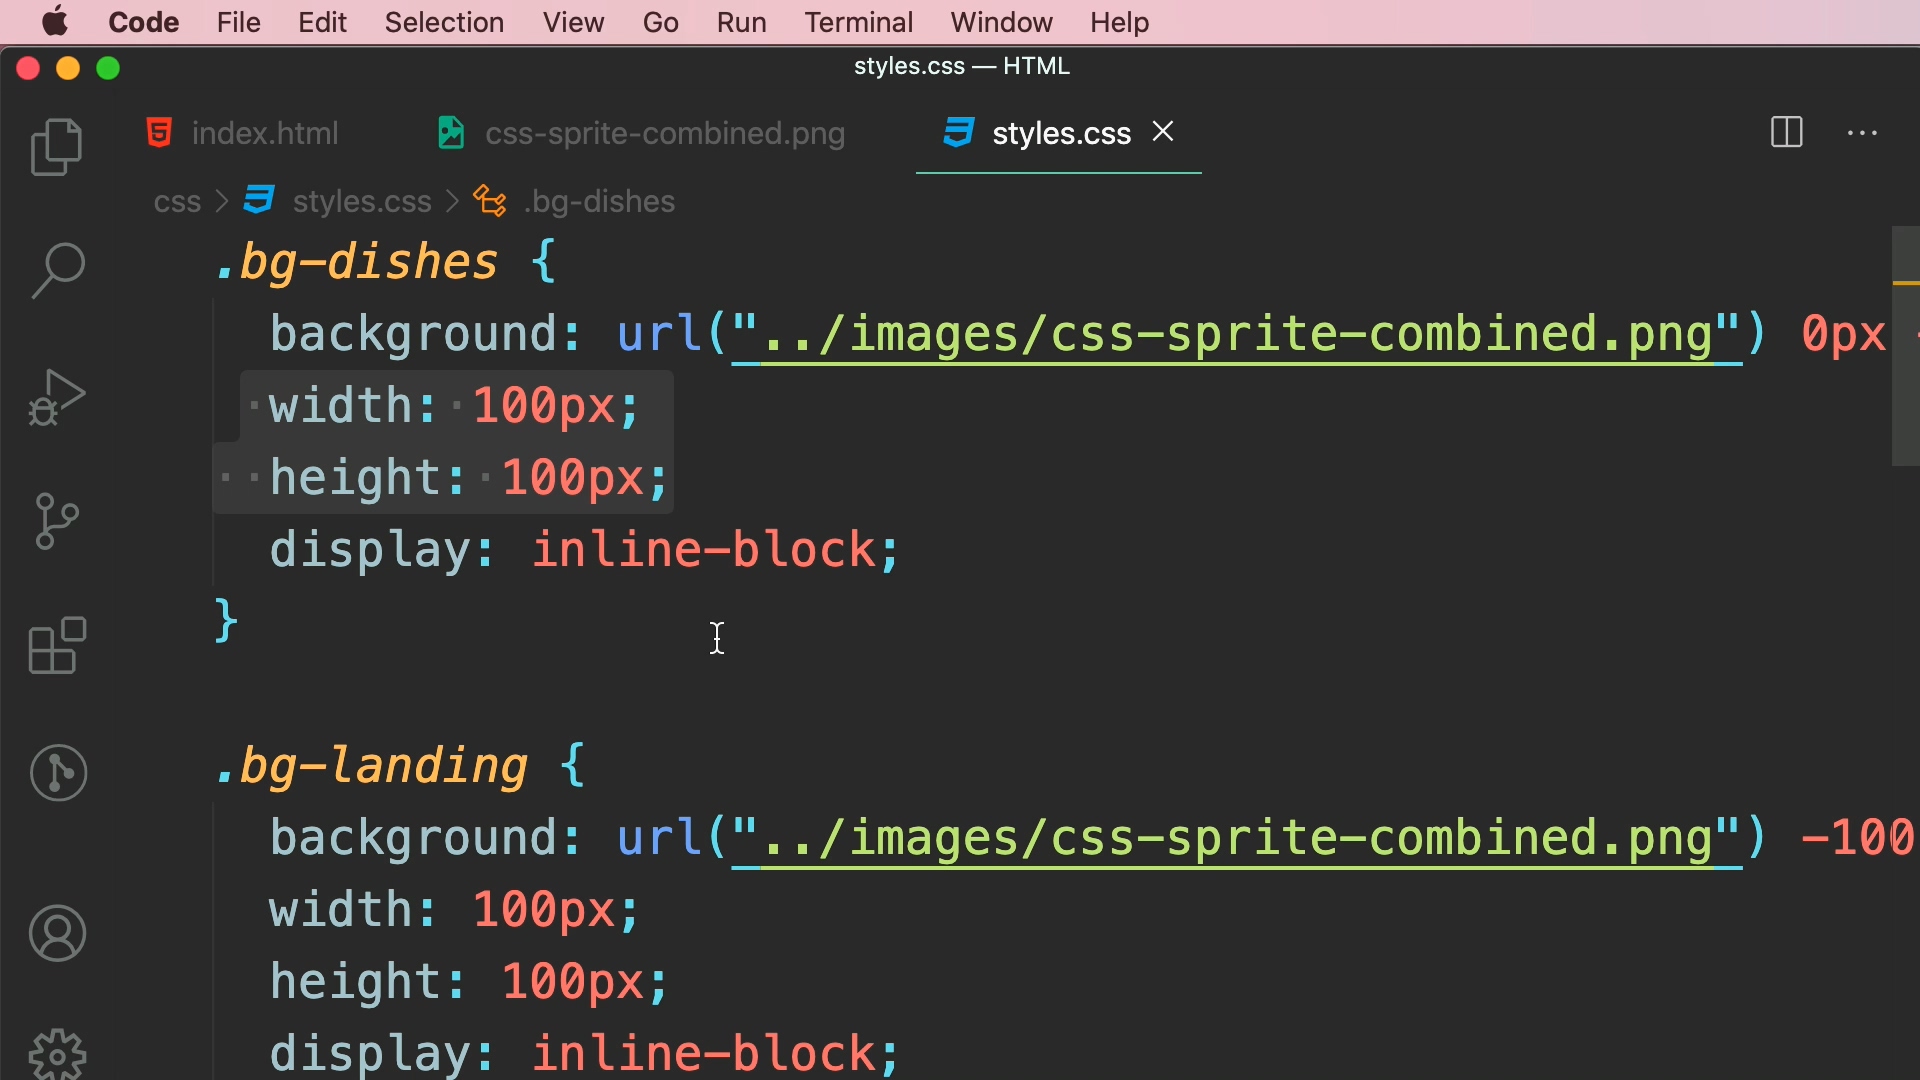 Code File Edit Selection View Go Run Terminal Window Help
styles.css — HTML
index.html css-sprite-combined.png styles.css
css > styles.css > .bg-dishes
.bg-dishes {
background: url("../images/css-sprite-combined.png") 0px
width: 100px;
height: 100px;
display: inline-block;
}
.bg-landing {
background: url("../images/css-sprite-combined.png") -100
width: 100px;
height: 100px;
display: inline-block;